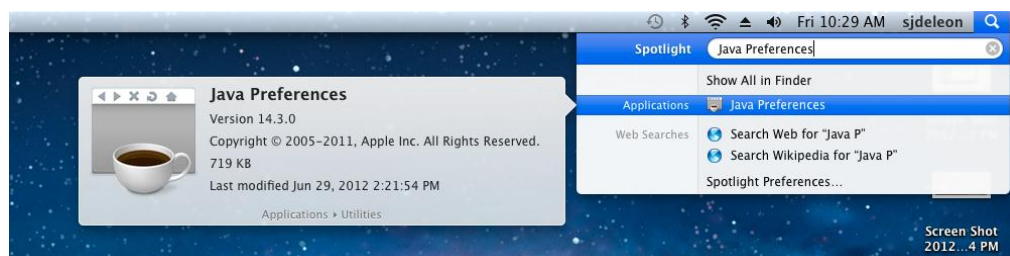 Fri 10:29 AM sjdeleon
Spotlight Java Preferences
Show All in Finder
Applications Java Preferences
Web Searches Search Web for “Java P”
Search Wikipedia for “Java P”
Spotlight Preferences...
Java Preferences
Version 14.3.0
Copyright © 2005–2011, Apple Inc. All Rights Reserved.
719 KB
Last modified Jun 29, 2012 2:21:54 PM
Applications ▸ Utilities
Screen Shot
2012...4 PM